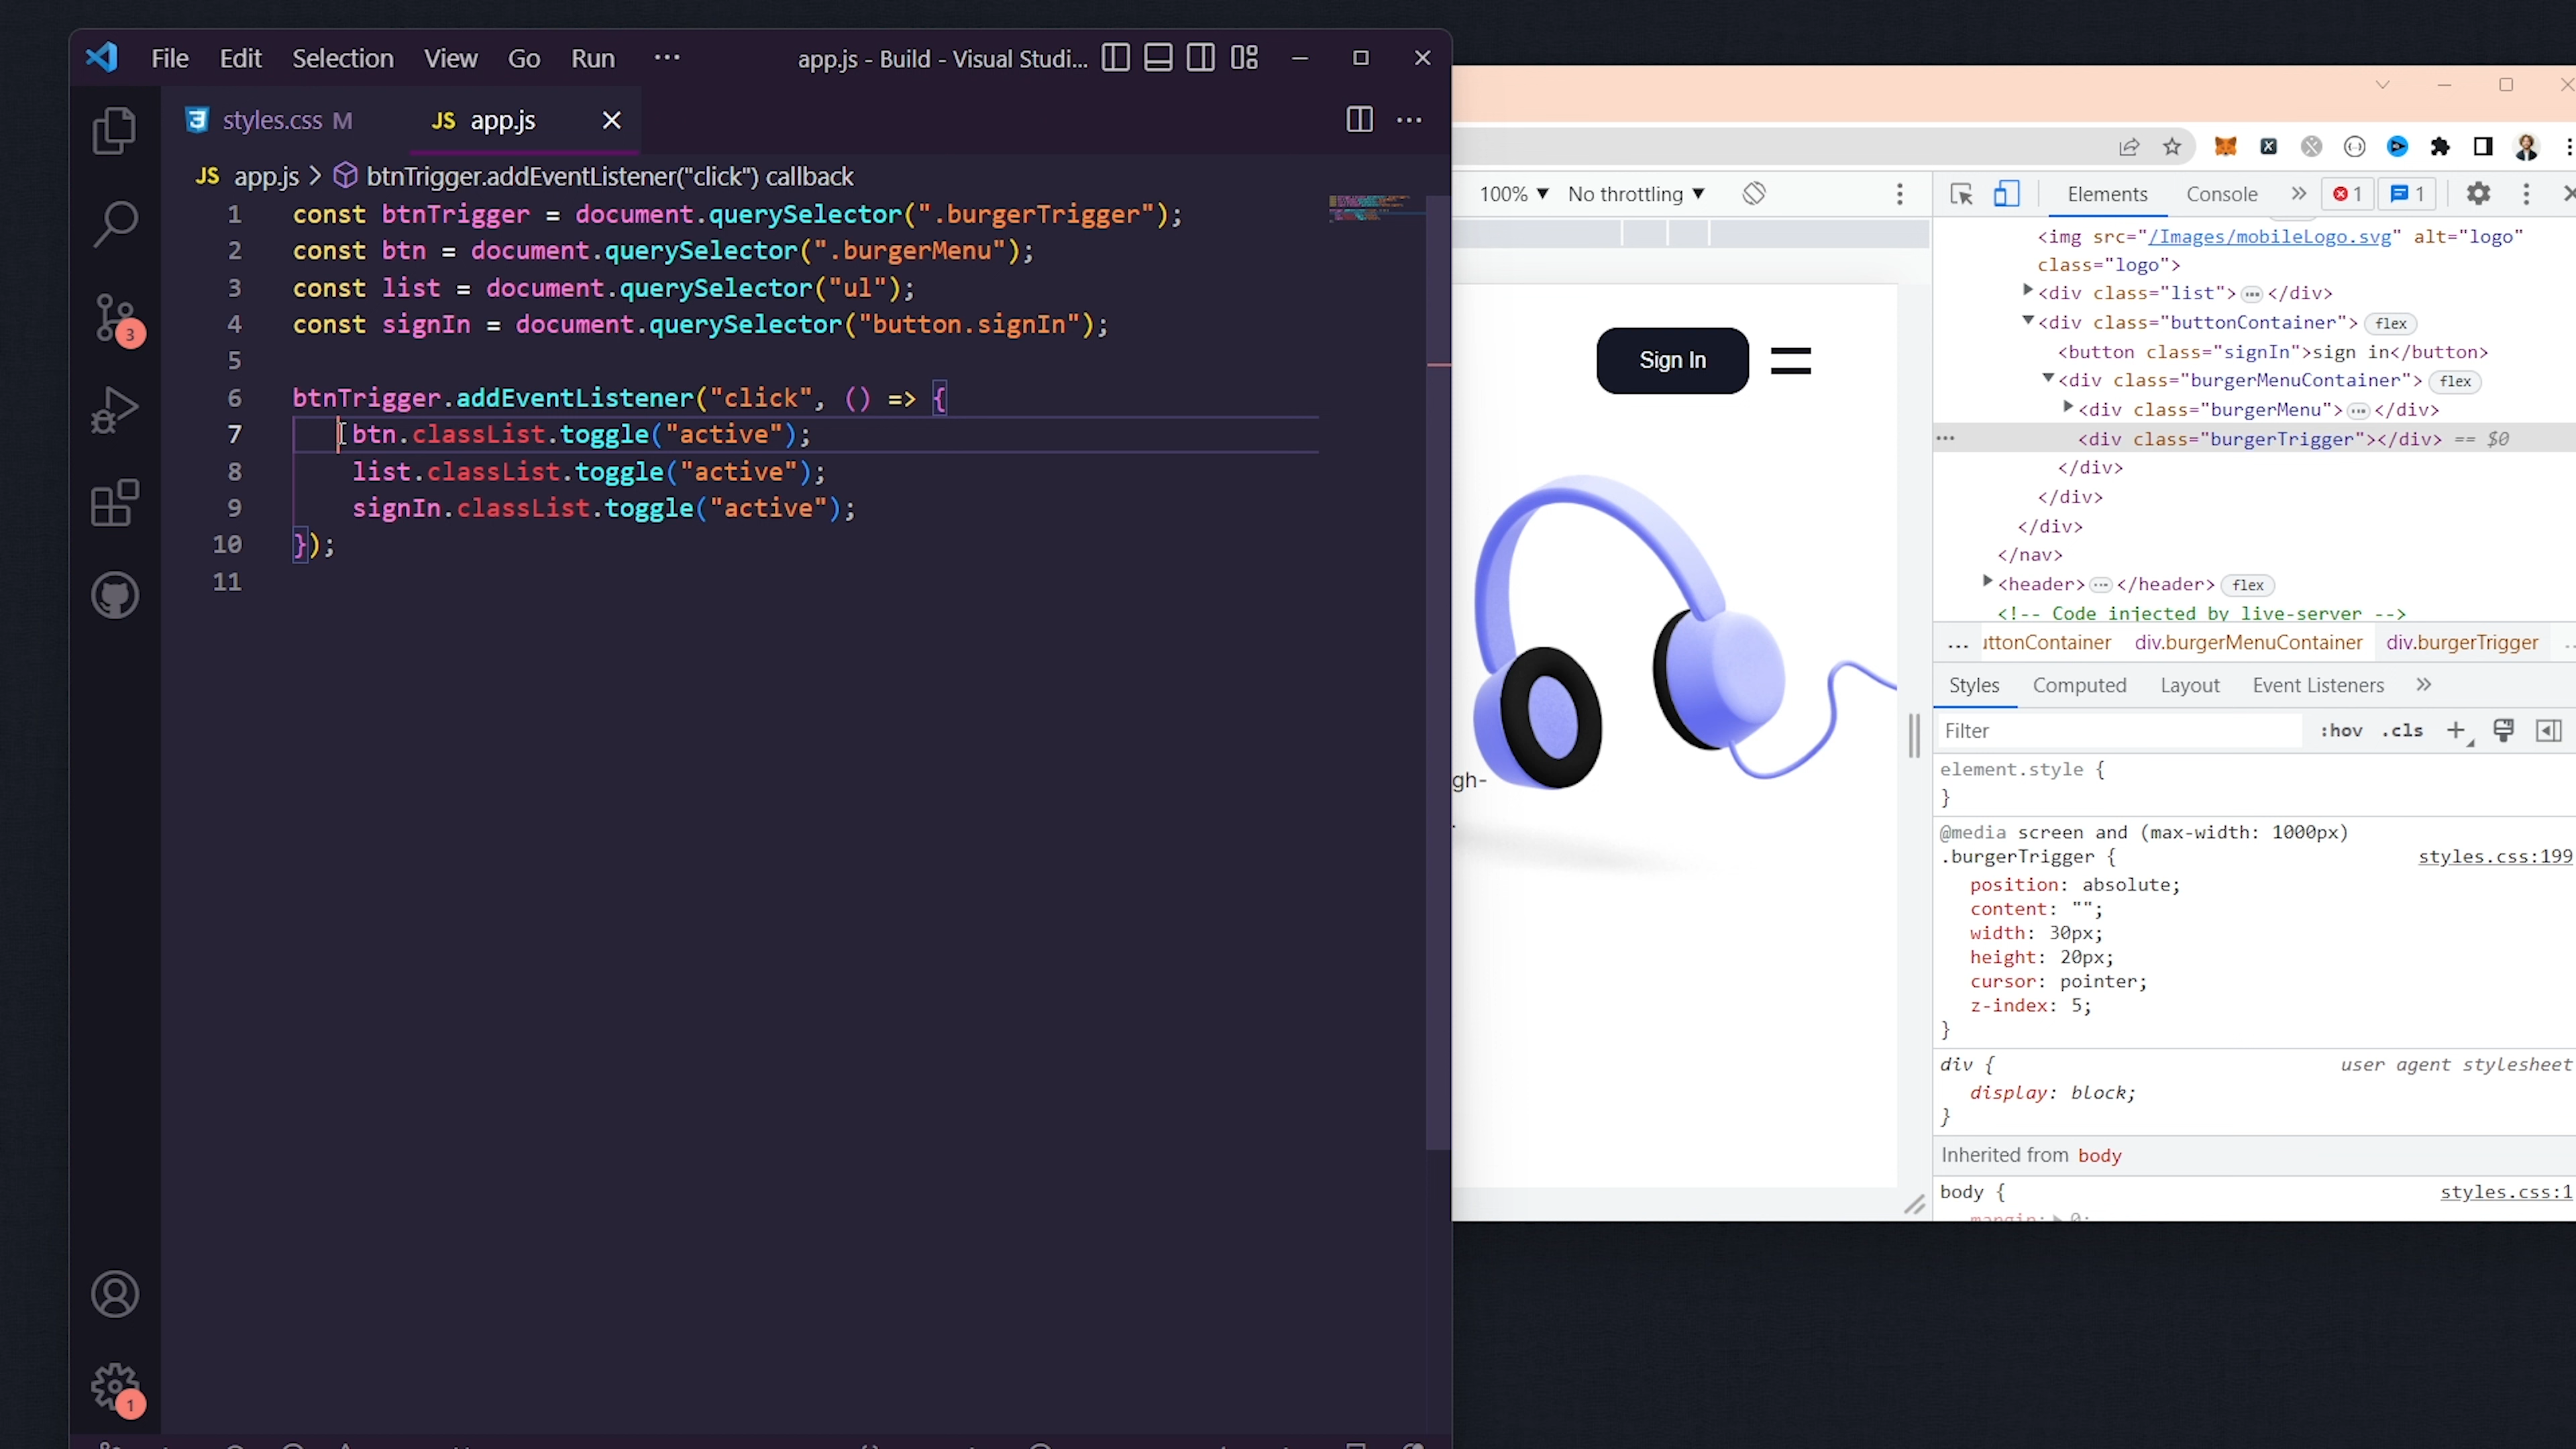 File Edit Selection View Go Run ··· app.js - Build - Visual Studi...
styles.css M JS app.js
JS app.js > btnTrigger.addEventListener("click") callback
1 const btnTrigger = document.querySelector(".burgerTrigger");
2 const btn = document.querySelector(".burgerMenu");
3 const list = document.querySelector("ul");
4 const signIn = document.querySelector("button.signIn");
5
6 btnTrigger.addEventListener("click", () => {
7 btn.classList.toggle("active");
8 list.classList.toggle("active");
9 signIn.classList.toggle("active");
10 });
11
3
1
100% ▼ No throttling ▼
Sign In
gh-
.
Elements Console » 1 1
<img src="/Images/mobileLogo.svg" alt="logo"
class="logo">
▶<div class="list"> ··· </div>
▼<div class="buttonContainer"> flex
<button class="signIn">sign in</button>
▼<div class="burgerMenuContainer"> flex
▶<div class="burgerMenu"> ··· </div>
··· <div class="burgerTrigger"></div> == $0
</div>
</div>
</div>
</nav>
▶<header> ··· </header> flex
<!-- Code injected by live-server -->
... uttonContainer div.burgerMenuContainer div.burgerTrigger ..
Styles Computed Layout Event Listeners »
Filter :hov .cls +
element.style {
}
@media screen and (max-width: 1000px)
.burgerTrigger { styles.css:199
position: absolute;
content: "";
width: 30px;
height: 20px;
cursor: pointer;
z-index: 5;
}
div { user agent stylesheet
display: block;
}
Inherited from body
body { styles.css:1
margin: ▶ 0;